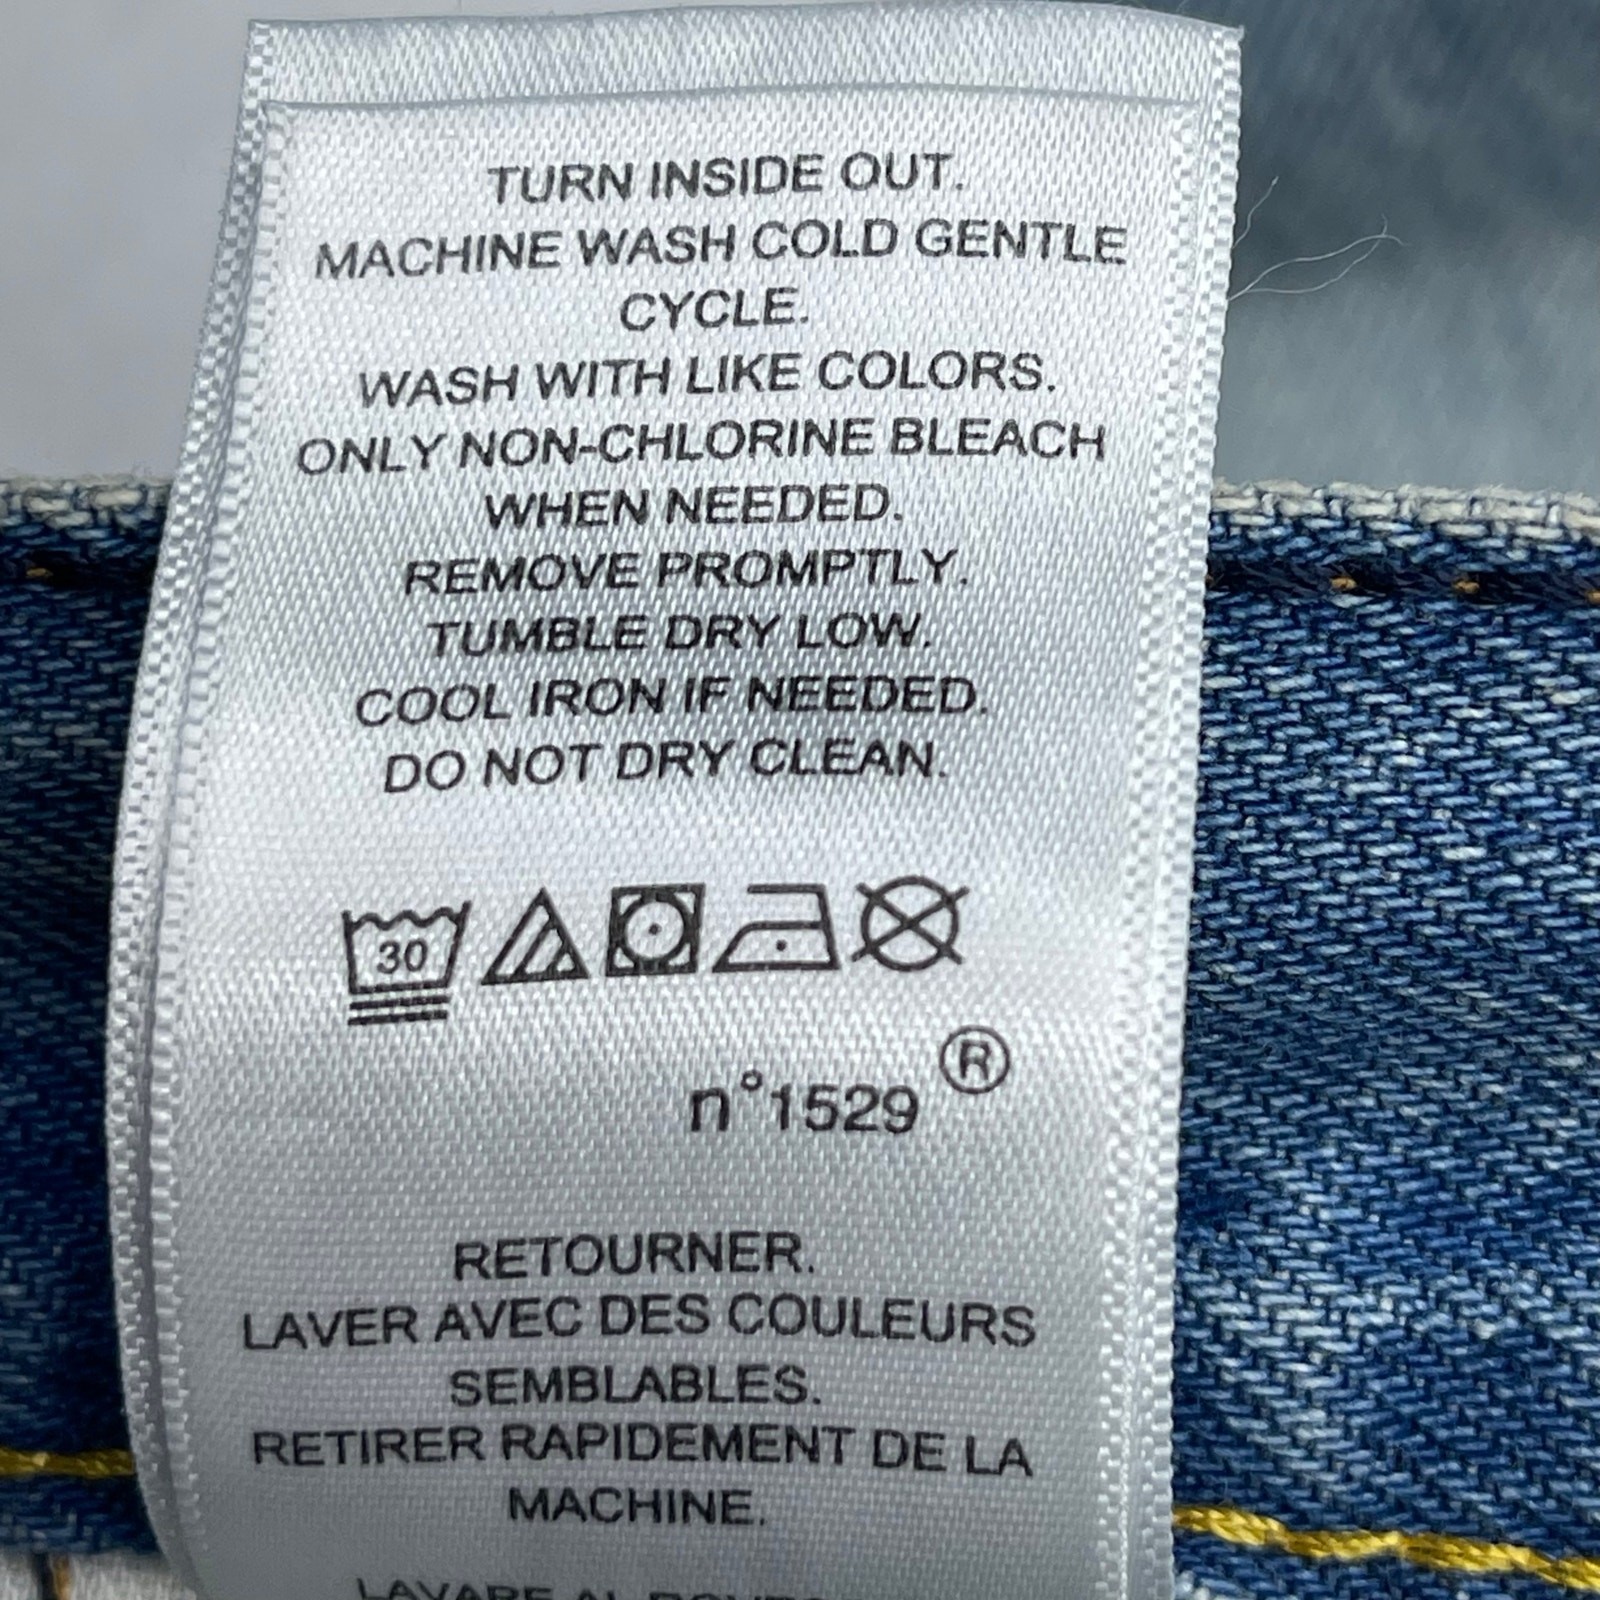 TURN INSIDE OUT.
MACHINE WASH COLD GENTLE
CYCLE.
WASH WITH LIKE COLORS.
ONLY NON-CHLORINE BLEACH
WHEN NEEDED.
REMOVE PROMPTLY.
TUMBLE DRY LOW.
COOL IRON IF NEEDED.
DO NOT DRY CLEAN.
30
n°1529®
RETOURNER.
LAVER AVEC DES COULEURS
SEMBLABLES.
RETIRER RAPIDEMENT DE LA
MACHINE.
LAVARE AL